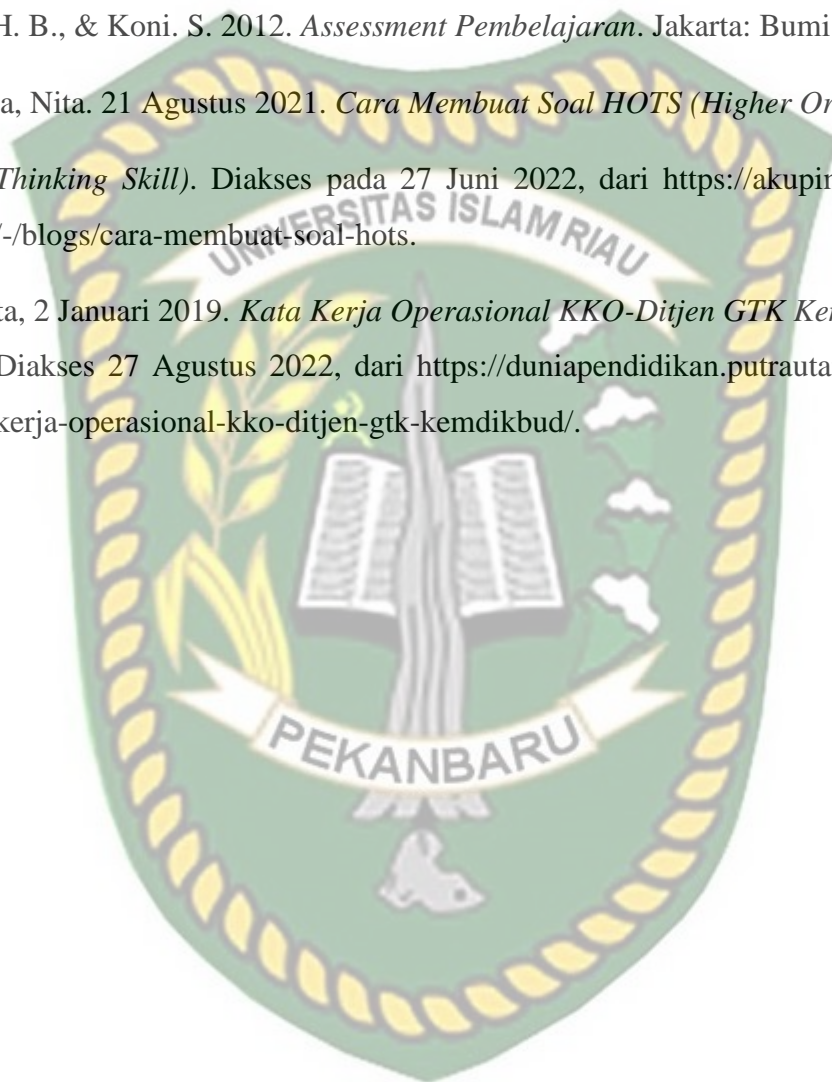 H. B., & Koni. S. 2012. Assessment Pembelajaran. Jakarta: Bumi
a, Nita. 21 Agustus 2021. Cara Membuat Soal HOTS (Higher Or
Thinking Skill). Diakses pada 27 Juni 2022, dari https://akupin
/-/blogs/cara-membuat-soal-hots.
ta, 2 Januari 2019. Kata Kerja Operasional KKO-Ditjen GTK Ke
Diakses 27 Agustus 2022, dari https://duniapendidikan.putrauta
kerja-operasional-kko-ditjen-gtk-kemdikbud/.
UNIVERSITAS ISLAM RIAU
PEKANBARU